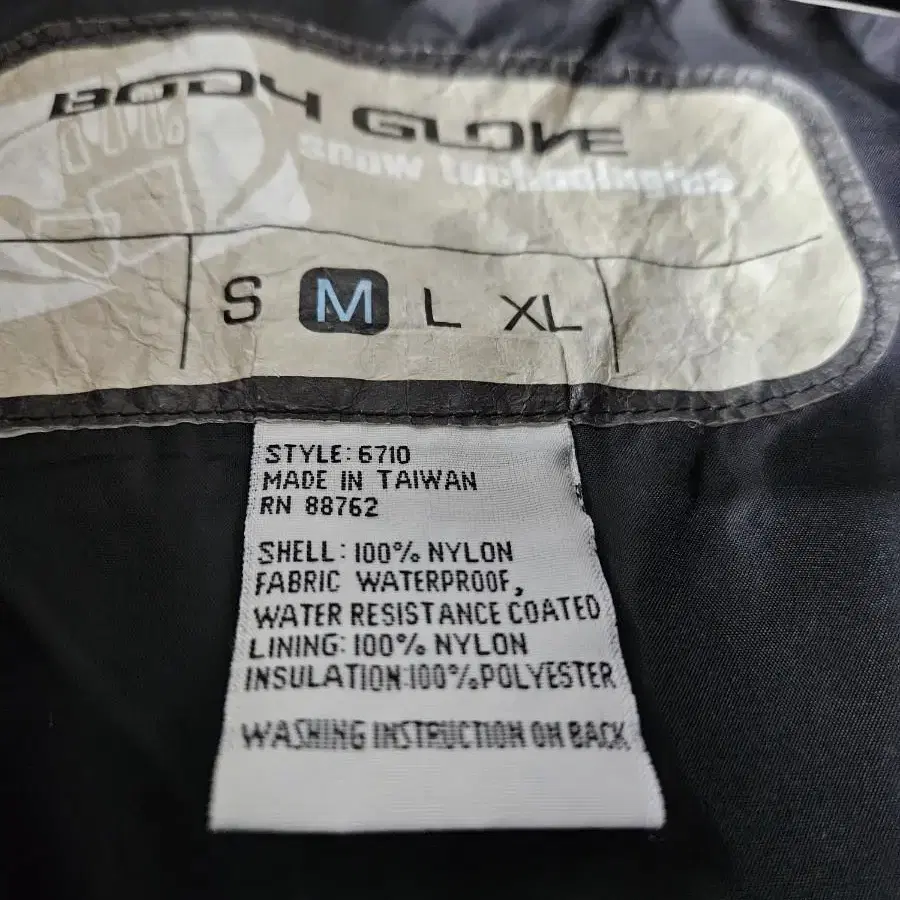 BODY GLOVE
snow technologies
S M L XL
STYLE: 6710
MADE IN TAIWAN
RN 88762
SHELL: 100% NYLON
FABRIC WATERPROOF,
WATER RESISTANCE COATED
LINING: 100% NYLON
INSULATION:100%POLYESTER
WASHING INSTRUCTION ON BACK